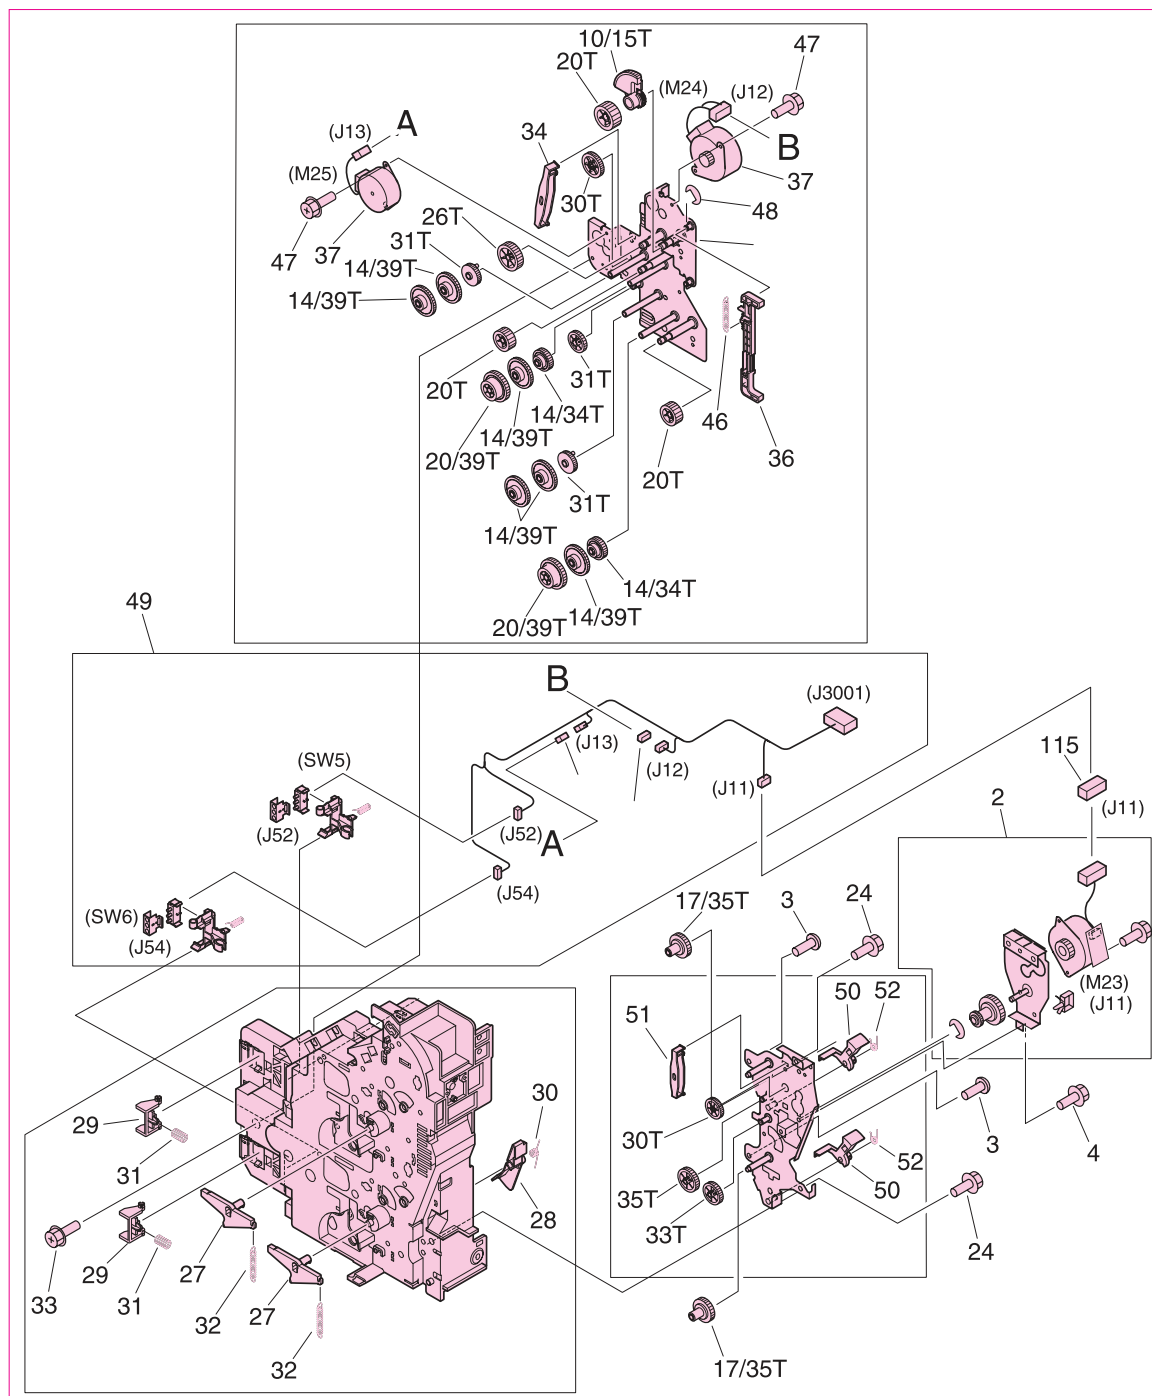 10/15T
47
20T
(M24)
(J12)
A
(J13)
34
B
(M25)
30T
37
26T
48
31T
47
37
14/39T
14/39T
20T
31T
46
14/34T
36
14/39T
20/39T
20T
31T
14/39T
14/34T
49
14/39T
20/39T
B
(J3001)
(J13)
115
(SW5)
(J12)
(J11)
(J11)
2
(J52)
(J52)
A
(J54)
17/35T
3
24
(SW6)
(J54)
(M23)
50
52
(J11)
51
30
29
30T
3
4
31
52
35T
50
28
33T
29
27
24
33
31
32
27
32
17/35T